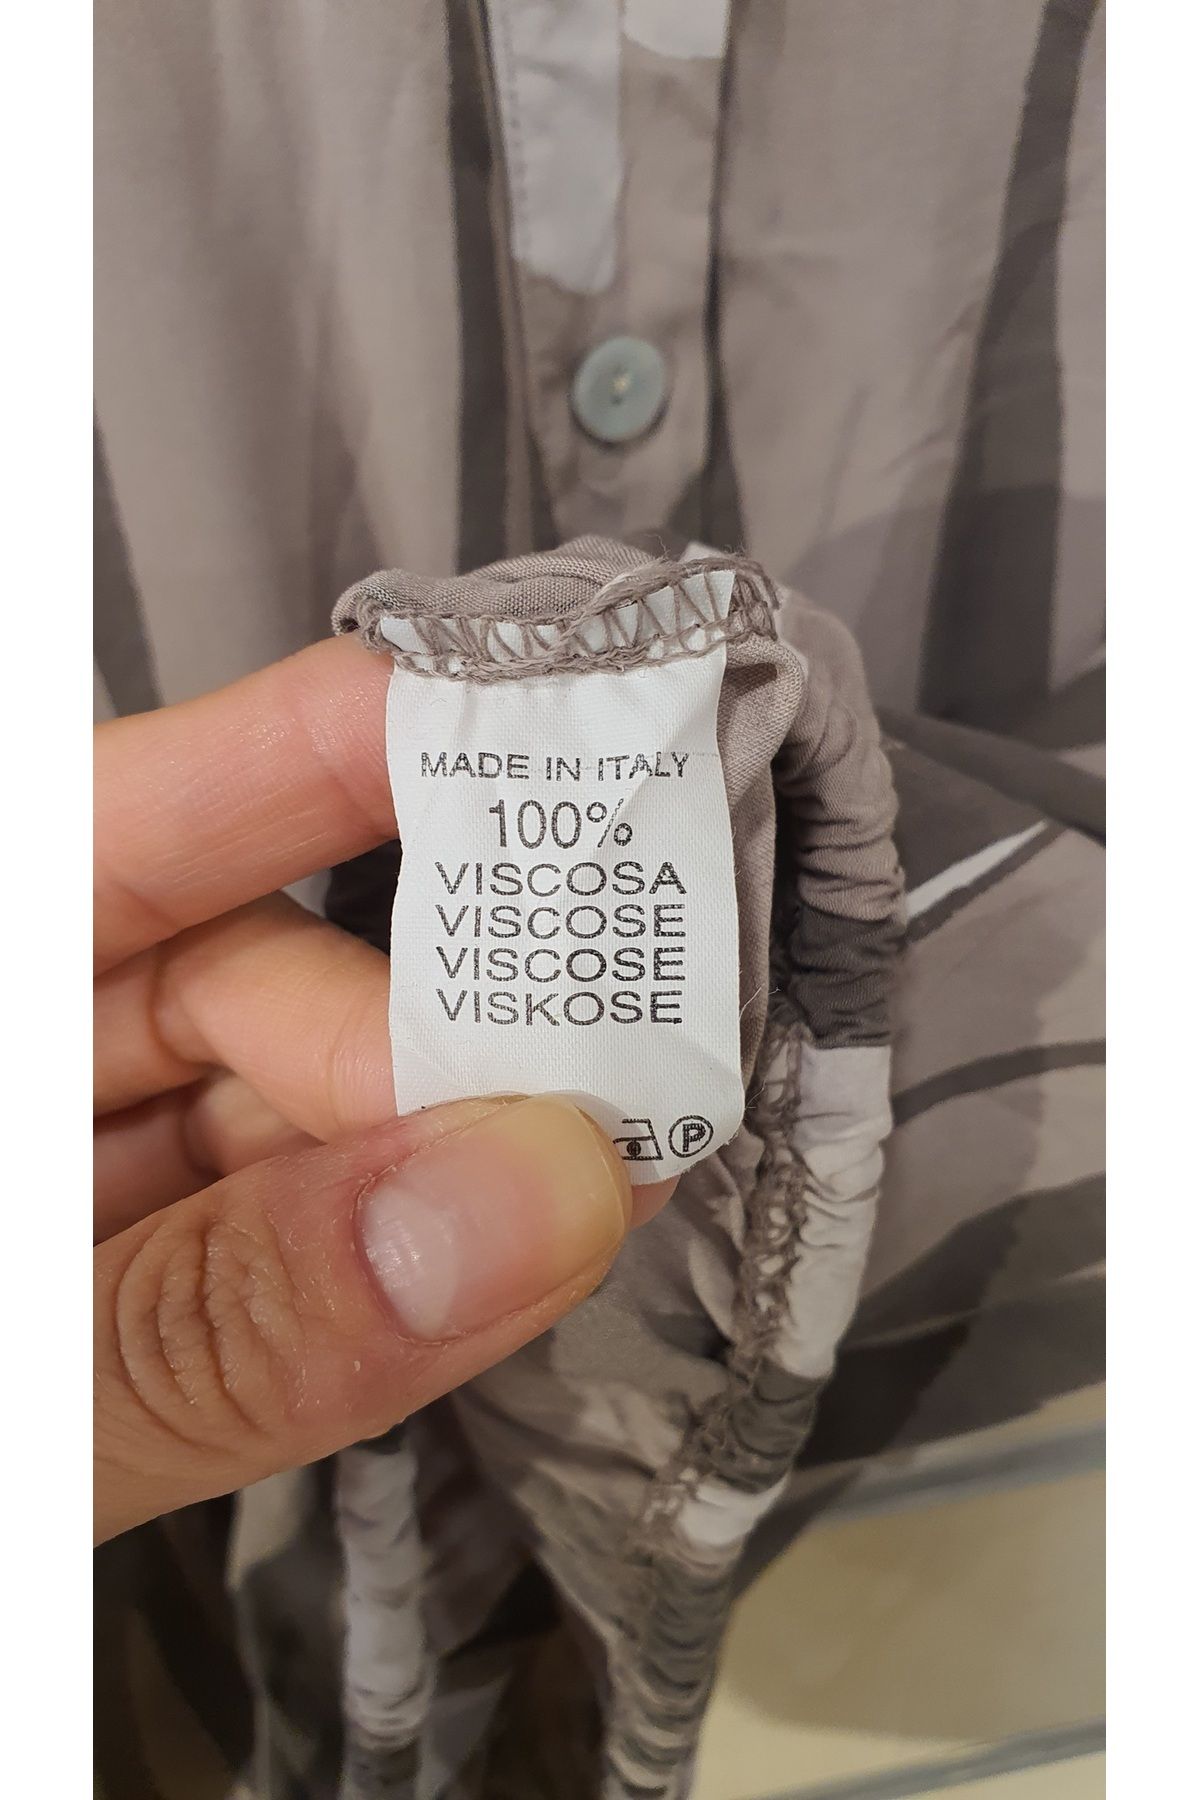 MADE IN ITALY
100%
VISCOSA
VISCOSE
VISCOSE
VISKOSE
P